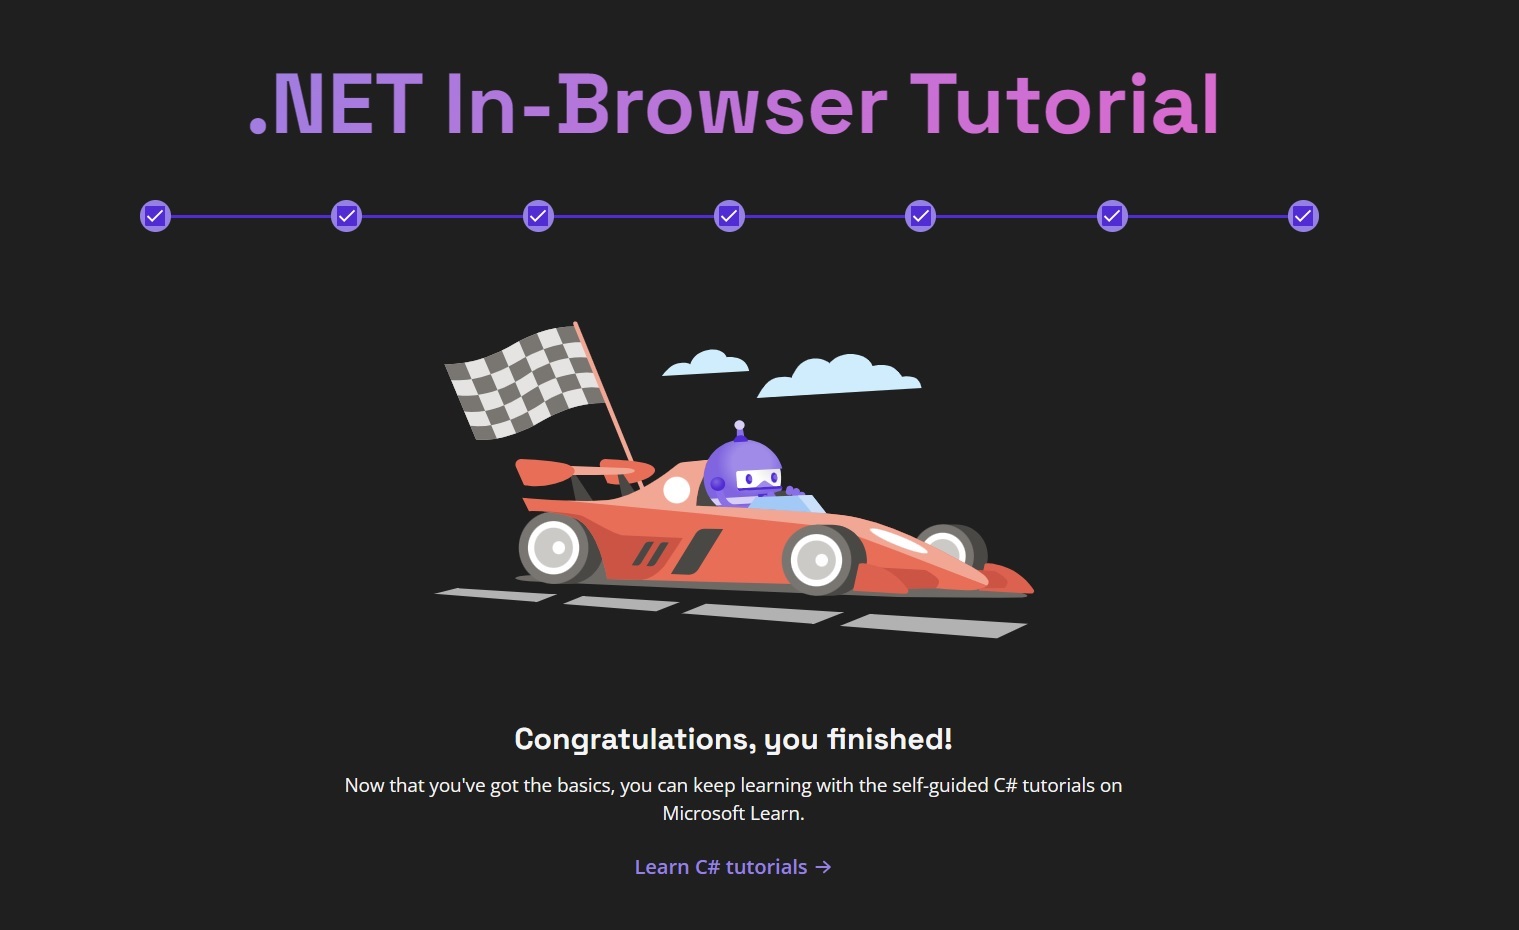 .NET In-Browser Tutorial
Congratulations, you finished!
Now that you've got the basics, you can keep learning with the self-guided C# tutorials on
Microsoft Learn.
Learn C# tutorials →